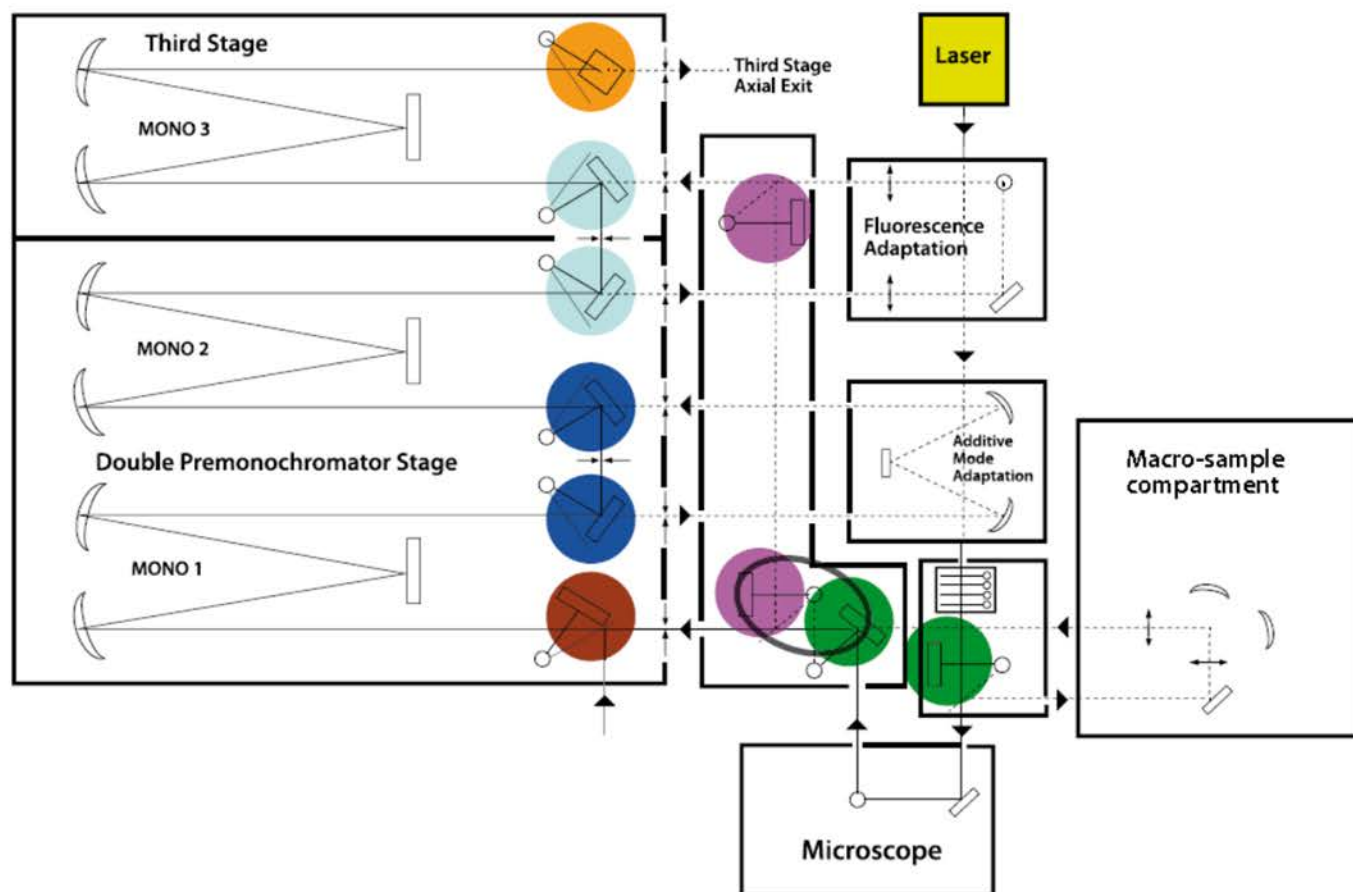 Third Stage
MONO 3
Third Stage
Axial Exit
Laser
Fluorescence
Adaptation
MONO 2
Double Premonochromator Stage
Additive
Mode
Adaptation
Macro-sample
compartment
MONO 1
Microscope